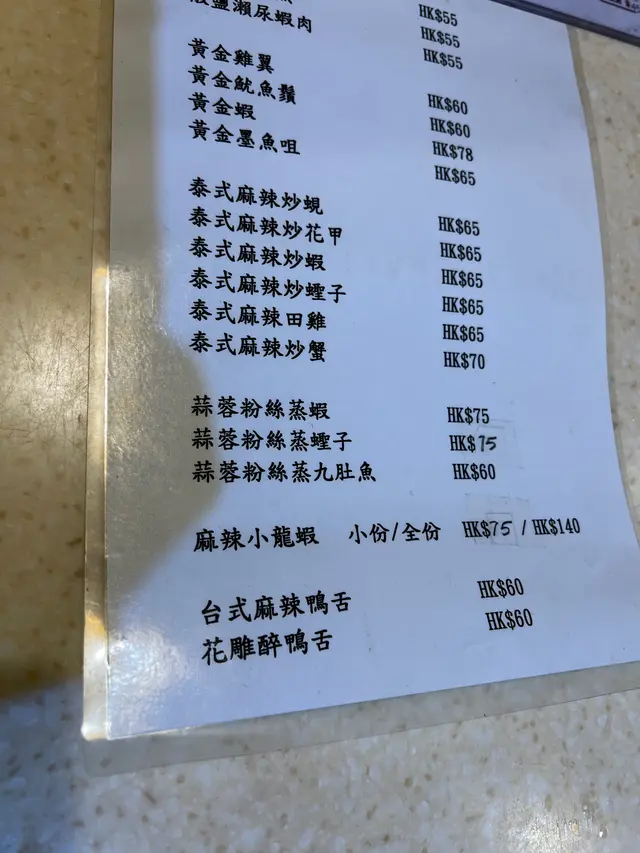 HK$55
HK$55
椒鹽瀨尿蝦肉 HK$55
黃金雞翼 HK$60
黃金魷魚鬚 HK$60
黃金蝦 HK$78
黃金墨魚咀 HK$65
泰式麻辣炒蜆 HK$65
泰式麻辣炒花甲 HK$65
泰式麻辣炒蝦 HK$65
泰式麻辣炒蟶子 HK$65
泰式麻辣田雞 HK$65
泰式麻辣炒蟹 HK$70
蒜蓉粉絲蒸蝦 HK$75
蒜蓉粉絲蒸蟶子 HK$75
蒜蓉粉絲蒸九肚魚 HK$60
麻辣小龍蝦 小份/全份 HK$75 / HK$140
台式麻辣鴨舌 HK$60
花雕醉鴨舌 HK$60